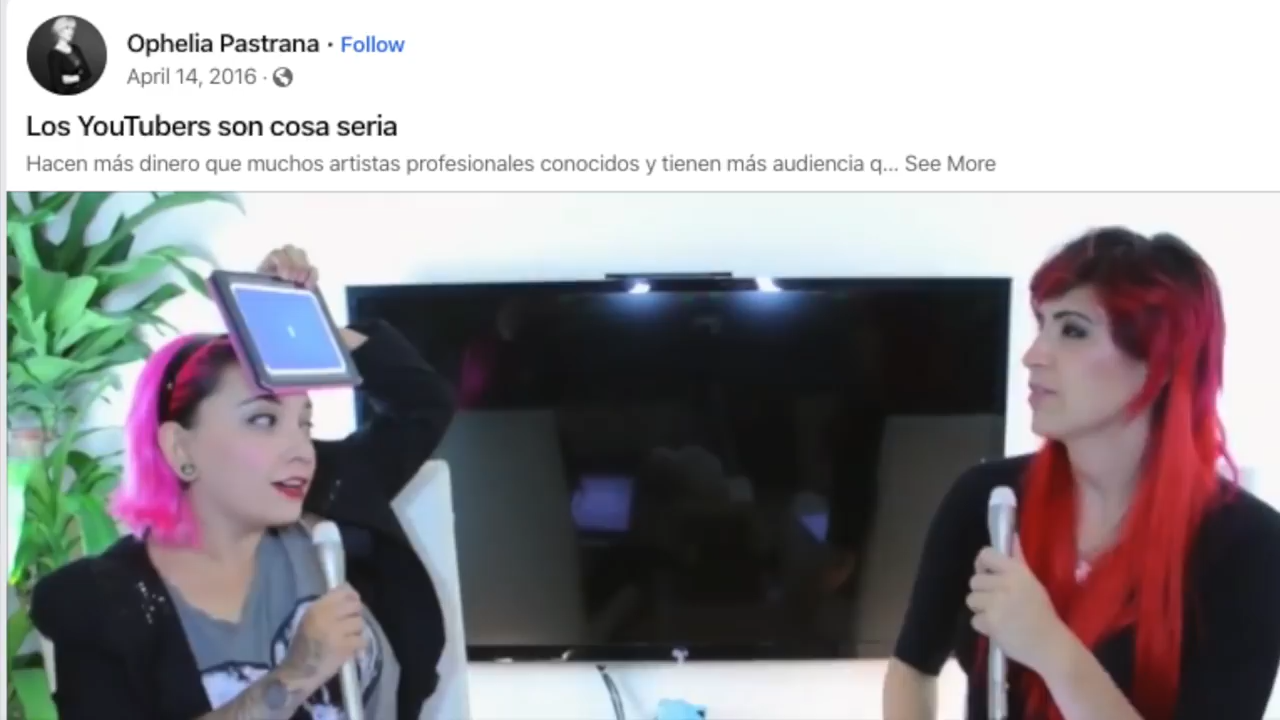 Ophelia Pastrana · Follow
April 14, 2016 ·
Los YouTubers son cosa seria
Hacen más dinero que muchos artistas profesionales conocidos y tienen más audiencia q... See More